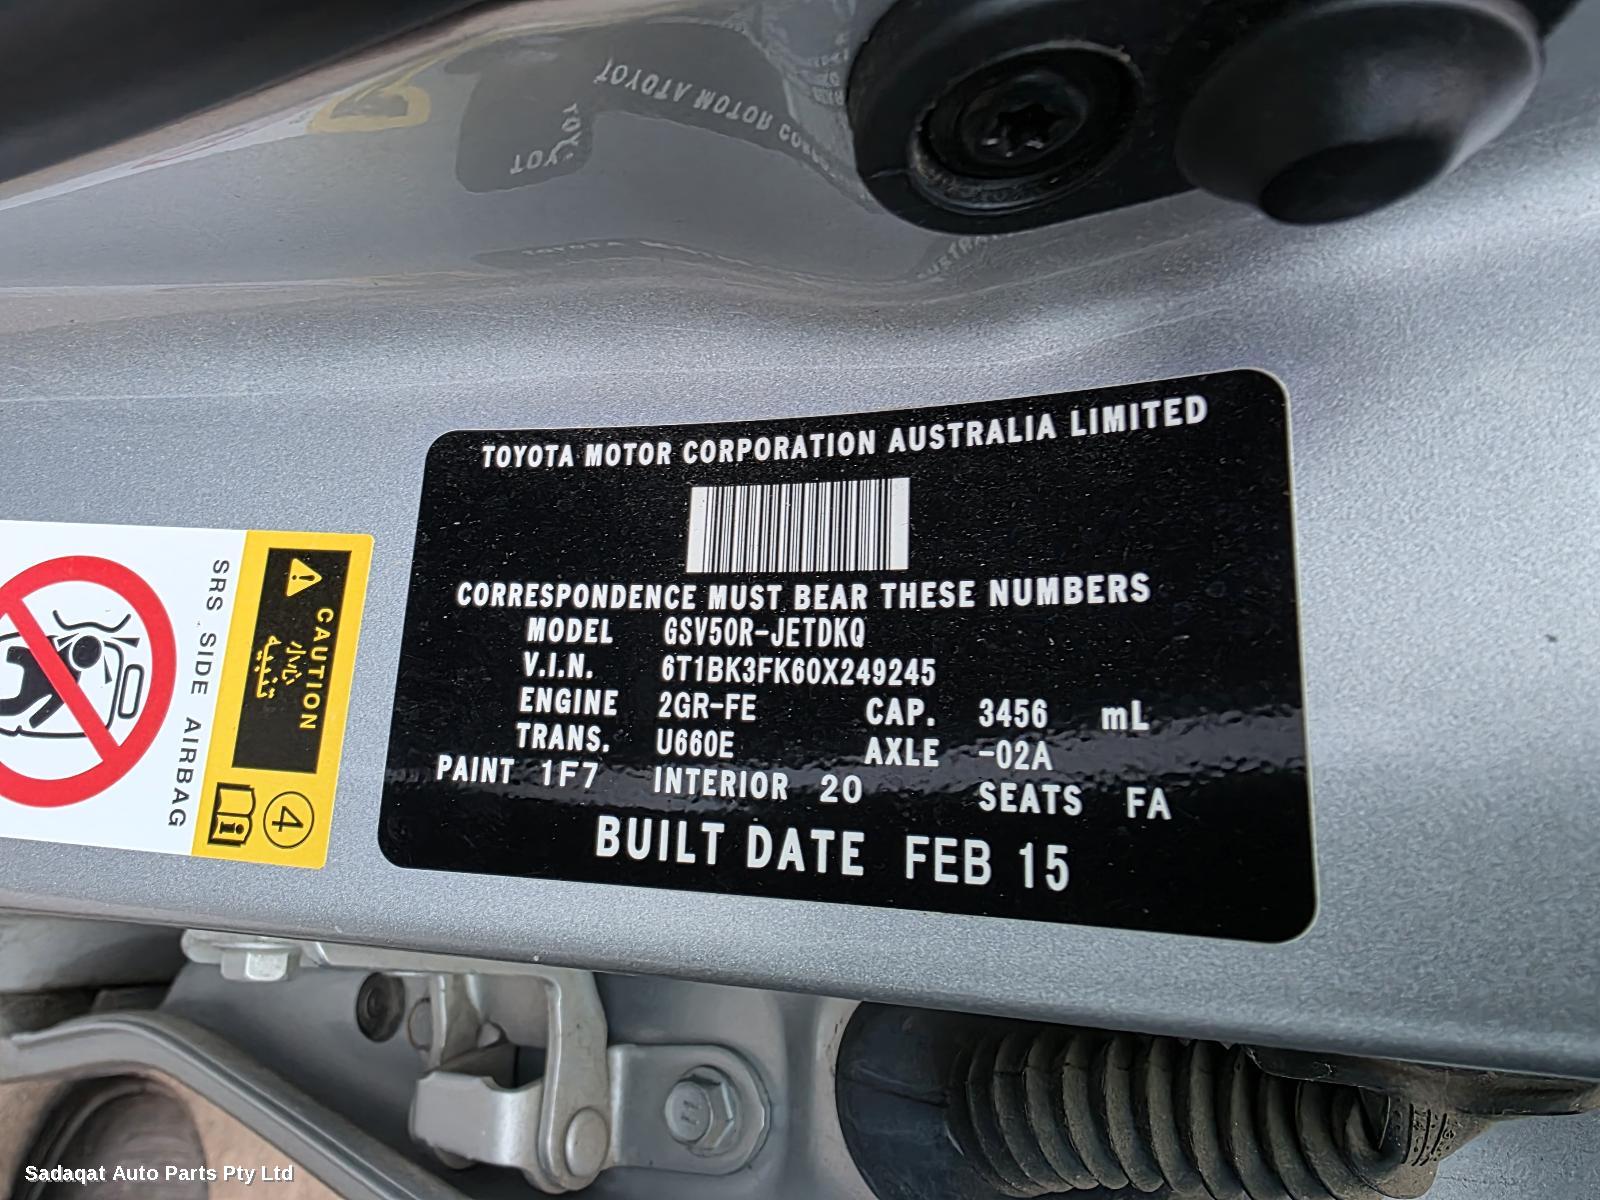 TOYOTA MOTOR CORPORATION AUSTRALIA LIMITED
CORRESPONDENCE MUST BEAR THESE NUMBERS
MODEL GSV50R-JETDKQ
V.I.N. 6T1BK3FK60X249245
ENGINE 2GR-FE CAP. 3456 mL
TRANS. U660E AXLE -02A
PAINT 1F7 INTERIOR 20 SEATS FA
BUILT DATE FEB 15
CAUTION
تنبيه
SRS SIDE AIRBAG
4
i
TOYOTA MOTOR
TOYOT
Sadaqat Auto Parts Pty Ltd